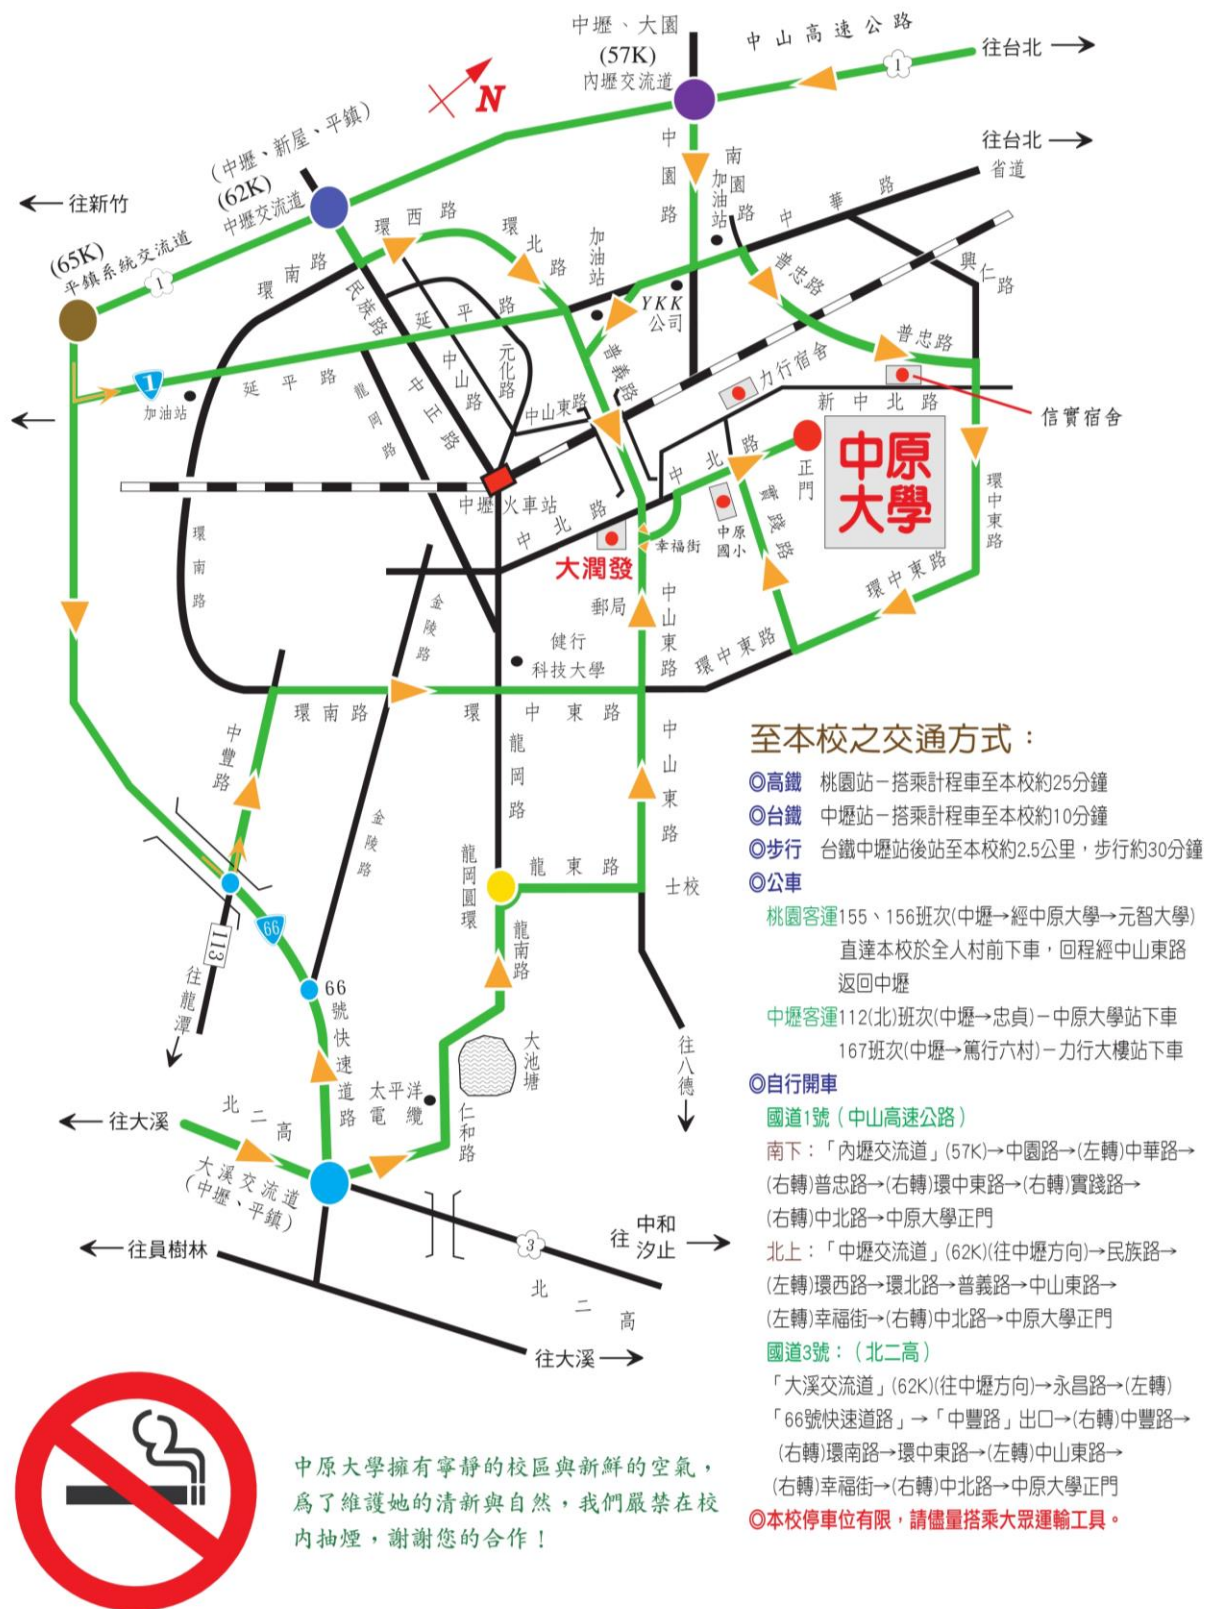 中壢、大園
(57K)
內壢交流道
中山高速公路
1
往台北
N
往台北
省道
(中壢、新屋、平鎮)
(62K)
中壢交流道
往新竹
(65K)
平鎮系統交流道
1
環西路
環北路
加油站
中園路
南園路
加油站
中華路
環南路
民族路
延平路
YKK
公司
普義路
普忠路
興仁路
普忠路
力行宿舍
1
加油站
延平路
龍岡路
中正路
中山路
元化路
中山東路
新中北路
信實宿舍
中原
大學
正門
中北路
中壢火車站
中北路
大潤發
幸福街
中原
國小
實踐路
環中東路
環南路
金陵路
郵局
中山東路
環中東路
環中東路
健行
科技大學
環南路
環中東路
中豐路
龍岡路
中山東路
金陵路
龍岡圓環
龍東路
士校
66
113
往龍潭
66
號快速道路
龍南路
大池塘
往八德
太平洋
電纜
仁和路
往大溪
北二高
大溪交流道
(中壢、平鎮)
往員樹林
3
往 中和
汐止
北二高
往大溪
至本校之交通方式：
◎高鐵 桃園站－搭乘計程車至本校約25分鐘
◎台鐵 中壢站－搭乘計程車至本校約10分鐘
◎步行 台鐵中壢站後站至本校約2.5公里，步行約30分鐘
◎公車
桃園客運155、156班次(中壢→經中原大學→元智大學)
直達本校於全人村前下車，回程經中山東路
返回中壢
中壢客運112(北)班次(中壢→忠貞)－中原大學站下車
167班次(中壢→篤行六村)－力行大樓站下車
◎自行開車
國道1號（中山高速公路）
南下：「內壢交流道」(57K)→中園路→(左轉)中華路→
(右轉)普忠路→(右轉)環中東路→(右轉)實踐路→
(右轉)中北路→中原大學正門
北上：「中壢交流道」(62K)(往中壢方向)→民族路→
(左轉)環西路→環北路→普義路→中山東路→
(左轉)幸福街→(右轉)中北路→中原大學正門
國道3號：（北二高）
「大溪交流道」(62K)(往中壢方向)→永昌路→(左轉)
「66號快速道路」→「中豐路」出口→(右轉)中豐路→
(右轉)環南路→環中東路→(左轉)中山東路→
(右轉)幸福街→(右轉)中北路→中原大學正門
◎本校停車位有限，請儘量搭乘大眾運輸工具。
中原大學擁有寧靜的校區與新鮮的空氣，
爲了維護她的清新與自然，我們嚴禁在校
內抽煙，謝謝您的合作！